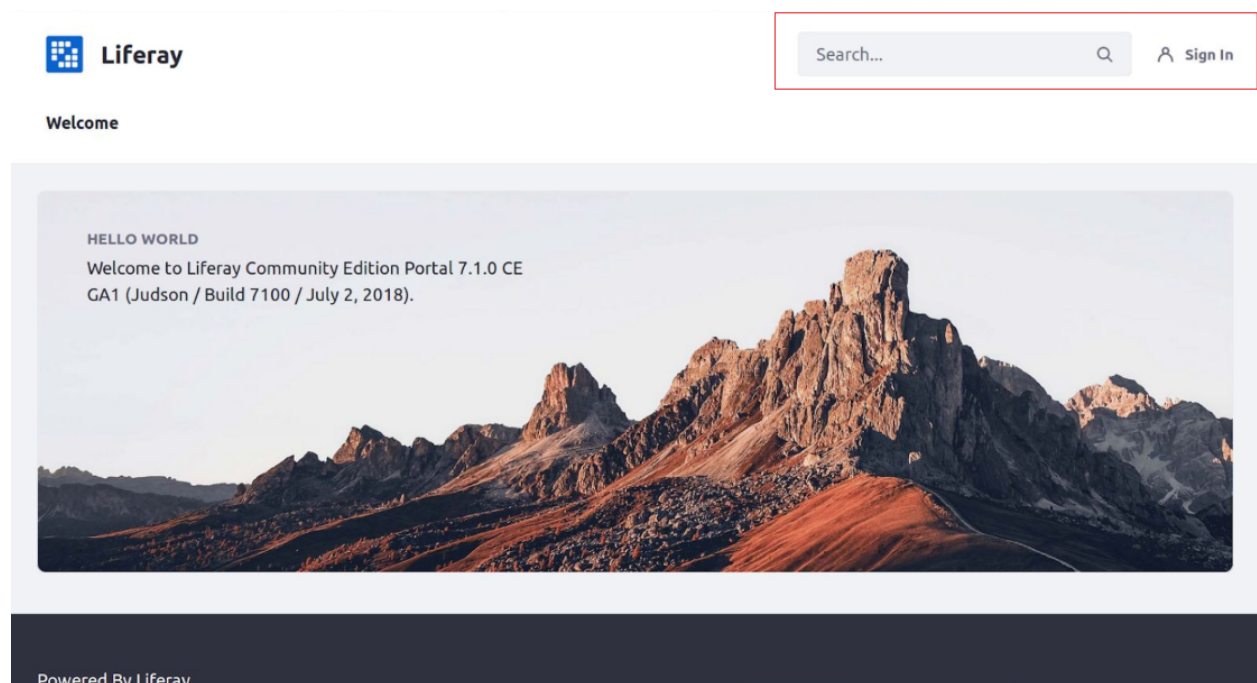 Liferay
Search...
Sign In
Welcome
HELLO WORLD
Welcome to Liferay Community Edition Portal 7.1.0 CE
GA1 (Judson / Build 7100 / July 2, 2018).
Powered By Liferay